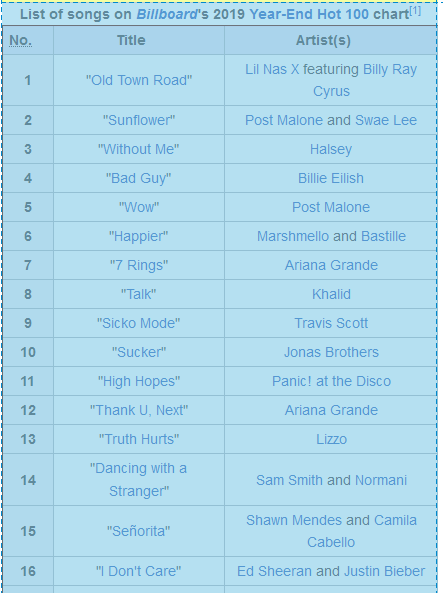 List of songs on Billboard's 2019 Year-End Hot 100 chart[1]
No. Title Artist(s)
1 "Old Town Road" Lil Nas X featuring Billy Ray
Cyrus
2 "Sunflower" Post Malone and Swae Lee
3 "Without Me" Halsey
4 "Bad Guy" Billie Eilish
5 "Wow" Post Malone
6 "Happier" Marshmello and Bastille
7 "7 Rings" Ariana Grande
8 "Talk" Khalid
9 "Sicko Mode" Travis Scott
10 "Sucker" Jonas Brothers
11 "High Hopes" Panic! at the Disco
12 "Thank U, Next" Ariana Grande
13 "Truth Hurts" Lizzo
14 "Dancing with a
Stranger" Sam Smith and Normani
15 "Señorita" Shawn Mendes and Camila
Cabello
16 "I Don't Care" Ed Sheeran and Justin Bieber